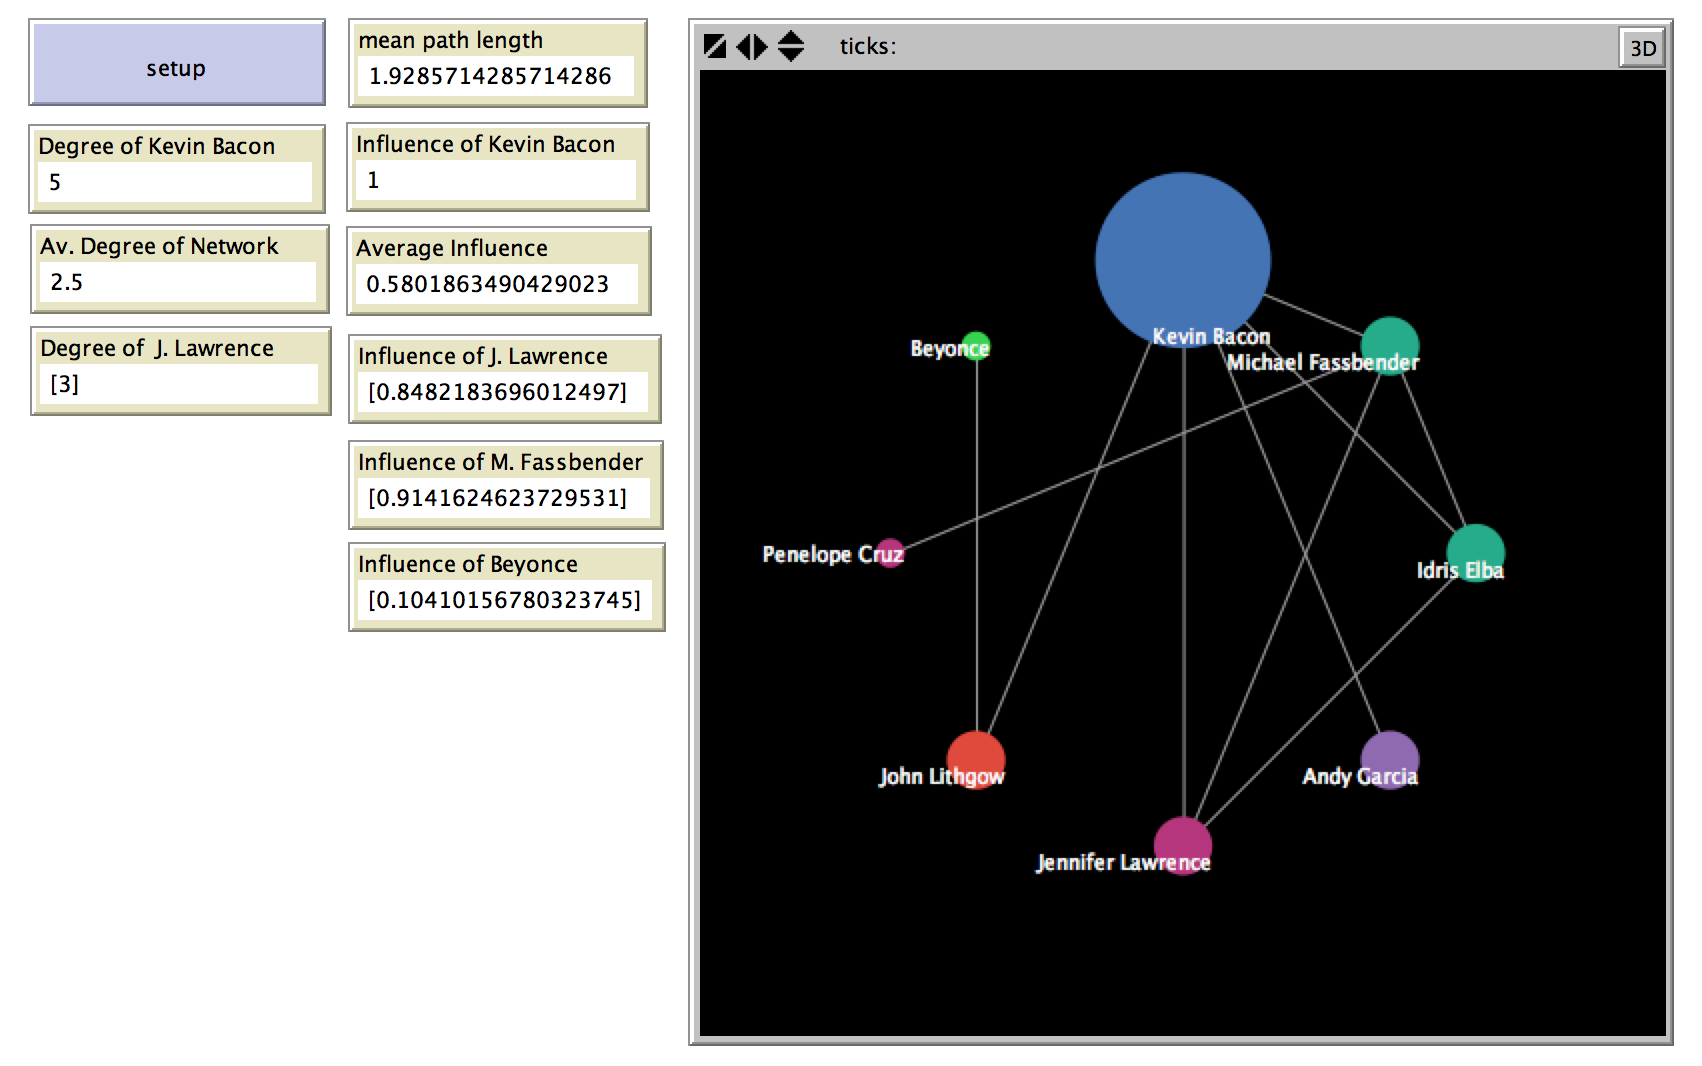 setup
mean path length
1.9285714285714286
Degree of Kevin Bacon
5
Influence of Kevin Bacon
1
Av. Degree of Network
2.5
Average Influence
0.5801863490429023
Degree of  J. Lawrence
[3]
Influence of J. Lawrence
[0.8482183696012497]
Influence of M. Fassbender
[0.9141624623729531]
Influence of Beyonce
[0.10410156780323745]
ticks:
3D
Kevin Bacon
Beyonce
Michael Fassbender
Penelope Cruz
Idris Elba
John Lithgow
Andy Garcia
Jennifer Lawrence